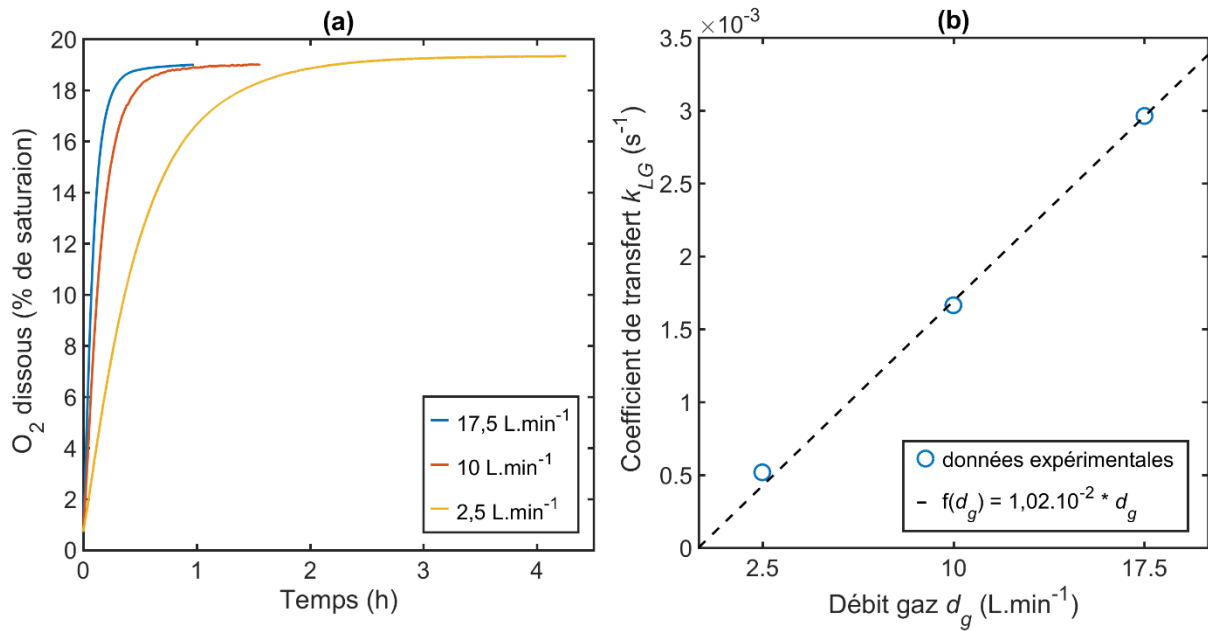 (a)
20
18
16
14
12
10
8
6
4
2
0
O2 dissous (% de saturaion)
0 1 2 3 4
Temps (h)
17,5 L.min-1
10 L.min-1
2,5 L.min-1
(b)
×10-3
3.5
3
2.5
2
1.5
1
0.5
0
Coefficient de transfert kLG (s-1)
2.5 10 17.5
Débit gaz dg (L.min-1)
données expérimentales
f(dg) = 1,02.10-2 * dg